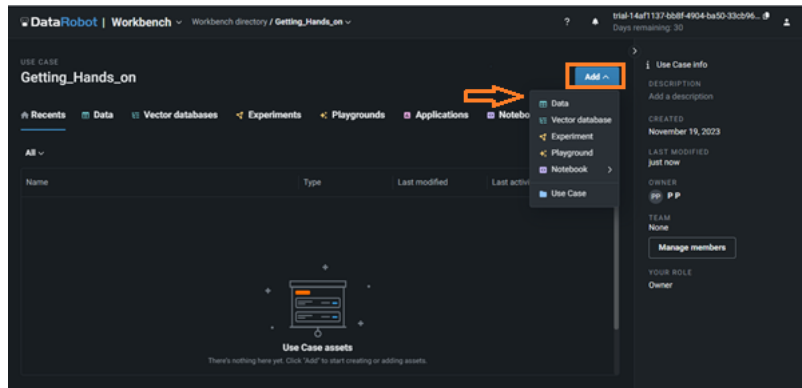 DataRobot | Workbench
Workbench directory / Getting_Hands_on
?
trial-14af1137-bb8f-4904-ba50-33cb96...
Days remaining: 30
USE CASE
Getting_Hands_on
Add
Recents
Data
Vector databases
Experiments
Playgrounds
Applications
Notebo
Data
Vector database
Experiment
Playground
Notebook
Use Case
All
Name
Type
Last modified
Last activi
Use Case assets
There's nothing here yet. Click "Add" to start creating or adding assets.
i Use Case info
DESCRIPTION
Add a description
CREATED
November 19, 2023
LAST MODIFIED
just now
OWNER
PP P P
TEAM
None
Manage members
YOUR ROLE
Owner